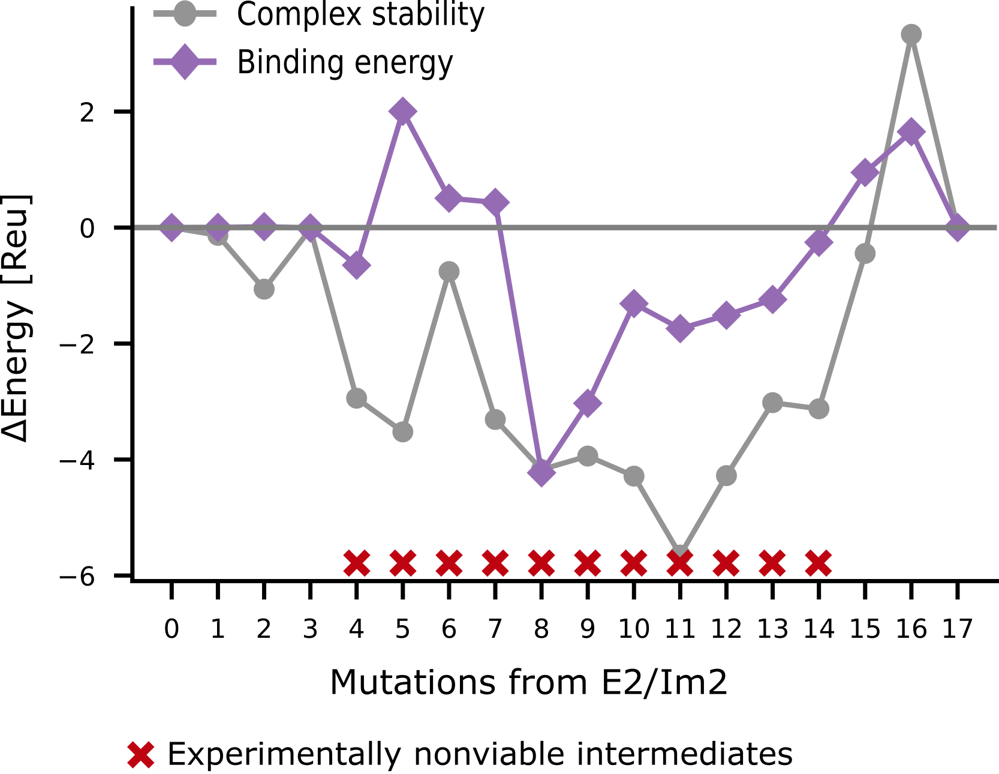 Complex stability
Binding energy
2
0
−2
−4
−6
ΔEnergy [Reu]
0 1 2 3 4 5 6 7 8 9 10 11 12 13 14 15 16 17
Mutations from E2/Im2
Experimentally nonviable intermediates